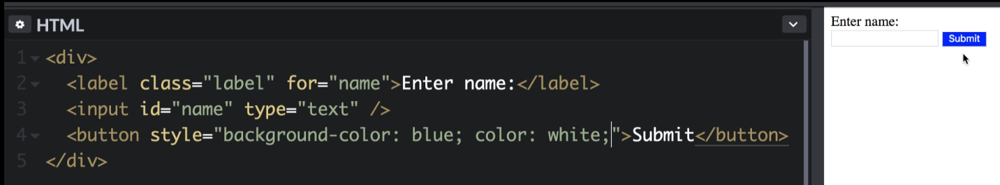 HTML
1 <div>
2 <label class="label" for="name">Enter name:</label>
3 <input id="name" type="text" />
4 <button style="background-color: blue; color: white;">Submit</button>
5 </div>
Enter name:
Submit